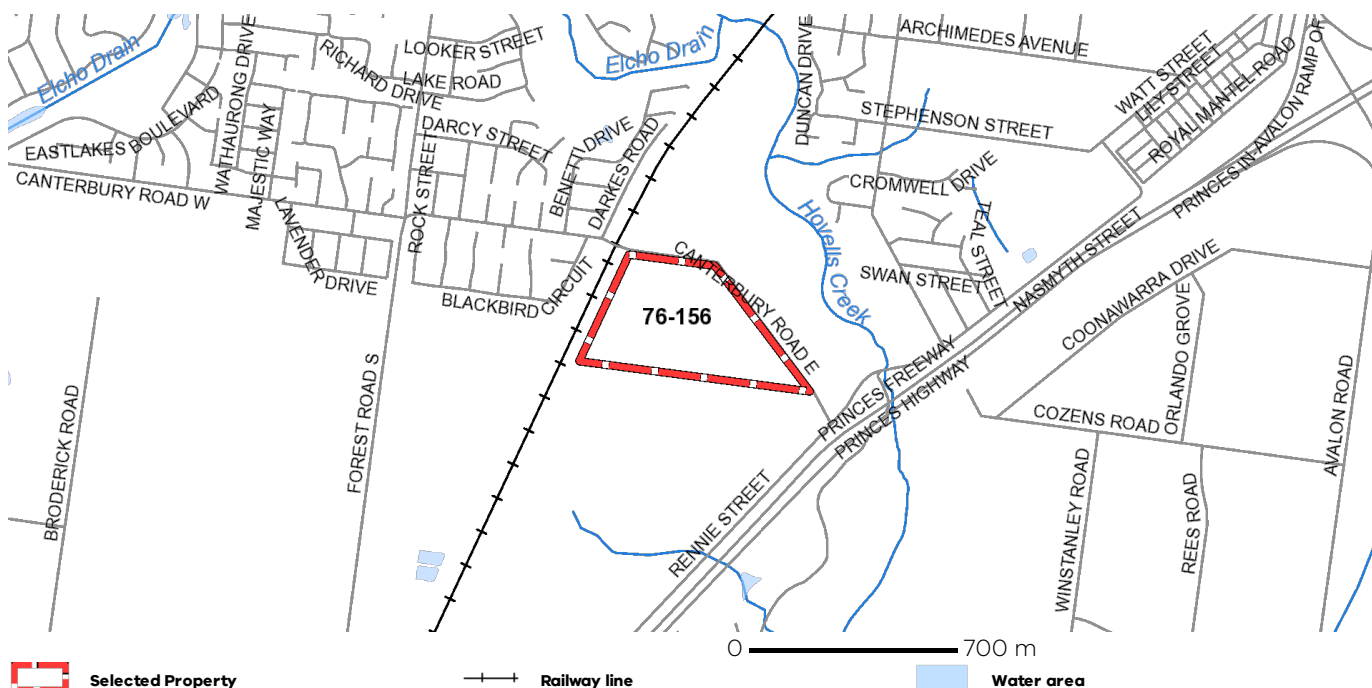 LOOKER STREET
ARCHIMEDES AVENUE
Elcho Drain
Elcho Drain
WATHAURONG DRIVE
RICHARD DRIVE
LAKE ROAD
DUNCAN DRIVE
WATT STREET
LILY STREET
ROYAL MANTEL ROAD
PRINCES IN-AVALON RAMP OF
EASTLAKES BOULEVARD
MAJESTIC WAY
DARCY STREET
BENETTI DRIVE
DARKES ROAD
STEPHENSON STREET
CANTERBURY ROAD W
ROCK STREET
CROMWELL DRIVE
TEAL STREET
LAVENDER DRIVE
Hovells Creek
SWAN STREET
NASMYTH STREET
COONAWARRA DRIVE
BLACKBIRD CIRCUIT
CANTERBURY ROAD E
76-156
ORLANDO GROVE
PRINCES FREEWAY
PRINCES HIGHWAY
COZENS ROAD
AVALON ROAD
BRODERICK ROAD
FOREST ROAD S
RENNIE STREET
WINSTANLEY ROAD
REES ROAD
0 700 m
Selected Property
Railway line
Water area